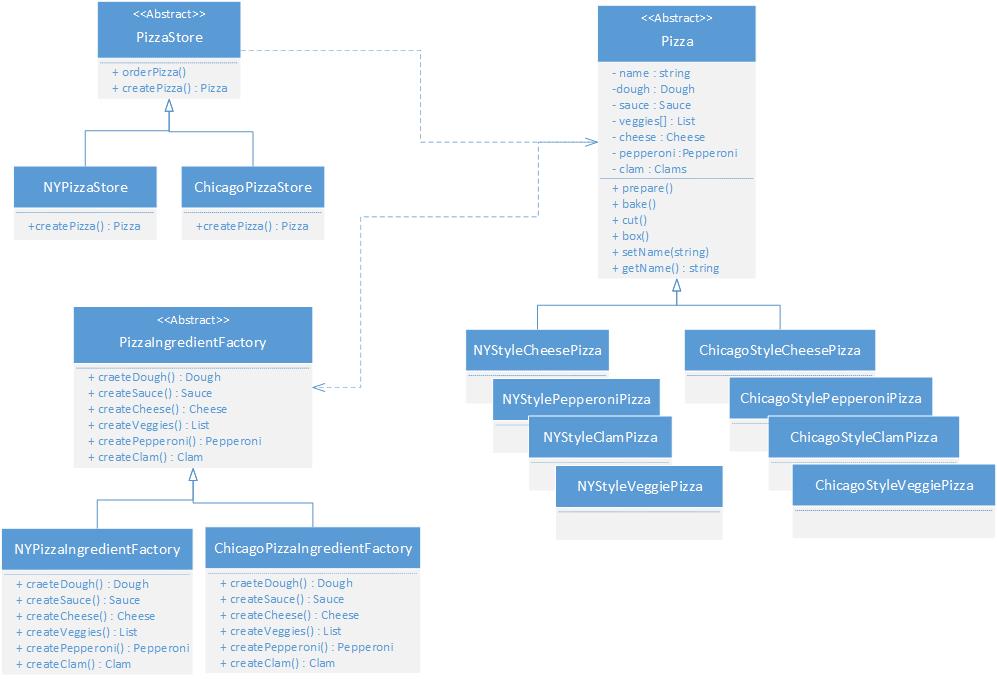 <<Abstract>>
PizzaStore
+ orderPizza()
+ createPizza() : Pizza
NYPizzaStore
+createPizza() : Pizza
ChicagoPizzaStore
+createPizza() : Pizza
<<Abstract>>
Pizza
- name : string
-dough : Dough
- sauce : Sauce
- veggies[] : List
- cheese : Cheese
- pepperoni :Pepperoni
- clam : Clams
+ prepare()
+ bake()
+ cut()
+ box()
+ setName(string)
+ getName() : string
<<Abstract>>
PizzaIngredientFactory
+ craeteDough() : Dough
+ createSauce() : Sauce
+ createCheese() : Cheese
+ createVeggies() : List
+ createPepperoni() : Pepperoni
+ createClam() : Clam
NYStyleCheesePizza
NYStylePepperoniPizza
NYStyleClamPizza
NYStyleVeggiePizza
ChicagoStyleCheesePizza
ChicagoStylePepperoniPizza
ChicagoStyleClamPizza
ChicagoStyleVeggiePizza
NYPizzaIngredientFactory
+ craeteDough() : Dough
+ createSauce() : Sauce
+ createCheese() : Cheese
+ createVeggies() : List
+ createPepperoni() : Pepperoni
+ createClam() : Clam
ChicagoPizzaIngredientFactory
+ craeteDough() : Dough
+ createSauce() : Sauce
+ createCheese() : Cheese
+ createVeggies() : List
+ createPepperoni() : Pepperoni
+ createClam() : Clam